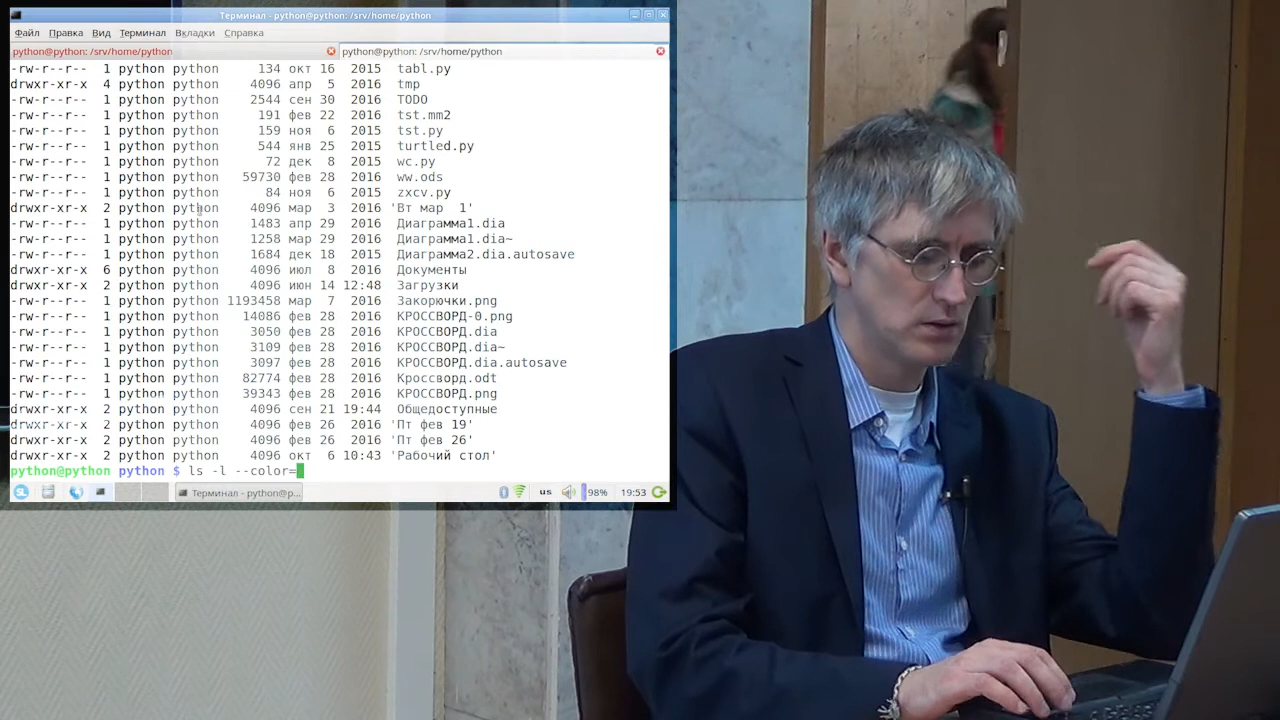 Терминал - python@python: /srv/home/python
Файл Правка Вид Терминал Вкладки Справка
python@python: /srv/home/python python@python: /srv/home/python
-rw-r--r-- 1 python python 134 окт 16 2015 tabl.py
drwxr-xr-x 4 python python 4096 апр 5 2016 tmp
-rw-r--r-- 1 python python 2544 сен 30 2016 TODO
-rw-r--r-- 1 python python 191 фев 22 2016 tst.mm2
-rw-r--r-- 1 python python 159 ноя 6 2015 tst.py
-rw-r--r-- 1 python python 544 янв 25 2016 turtled.py
-rw-r--r-- 1 python python 72 дек 8 2015 wc.py
-rw-r--r-- 1 python python 59730 фев 28 2016 ww.ods
-rw-r--r-- 1 python python 84 ноя 6 2015 zxcv.py
drwxr-xr-x 2 python python 4096 мар 3 2016 'Вт мар  1'
-rw-r--r-- 1 python python 1483 апр 29 2016 Диаграмма1.dia
-rw-r--r-- 1 python python 1258 мар 29 2016 Диаграмма1.dia~
-rw-r--r-- 1 python python 1684 дек 18 2015 Диаграмма2.dia.autosave
drwxr-xr-x 6 python python 4096 июл 8 2016 Документы
drwxr-xr-x 2 python python 4096 июн 14 12:48 Загрузки
-rw-r--r-- 1 python python 1193458 мар 7 2016 Закорючки.png
-rw-r--r-- 1 python python 14086 фев 28 2016 КРОССВОРД-0.png
-rw-r--r-- 1 python python 3050 фев 28 2016 КРОССВОРД.dia
-rw-r--r-- 1 python python 3109 фев 28 2016 КРОССВОРД.dia~
-rw-r--r-- 1 python python 3097 фев 28 2016 КРОССВОРД.dia.autosave
-rw-r--r-- 1 python python 82774 фев 28 2016 Кроссворд.odt
-rw-r--r-- 1 python python 39343 фев 28 2016 КРОССВОРД.png
drwxr-xr-x 2 python python 4096 сен 21 19:44 Общедоступные
drwxr-xr-x 2 python python 4096 фев 26 2016 'Пт фев 19'
drwxr-xr-x 2 python python 4096 фев 26 2016 'Пт фев 26'
drwxr-xr-x 2 python python 4096 окт 6 10:43 'Рабочий стол'
python@python python $ ls -l --color=
Терминал - python@p... us 98% 19:53